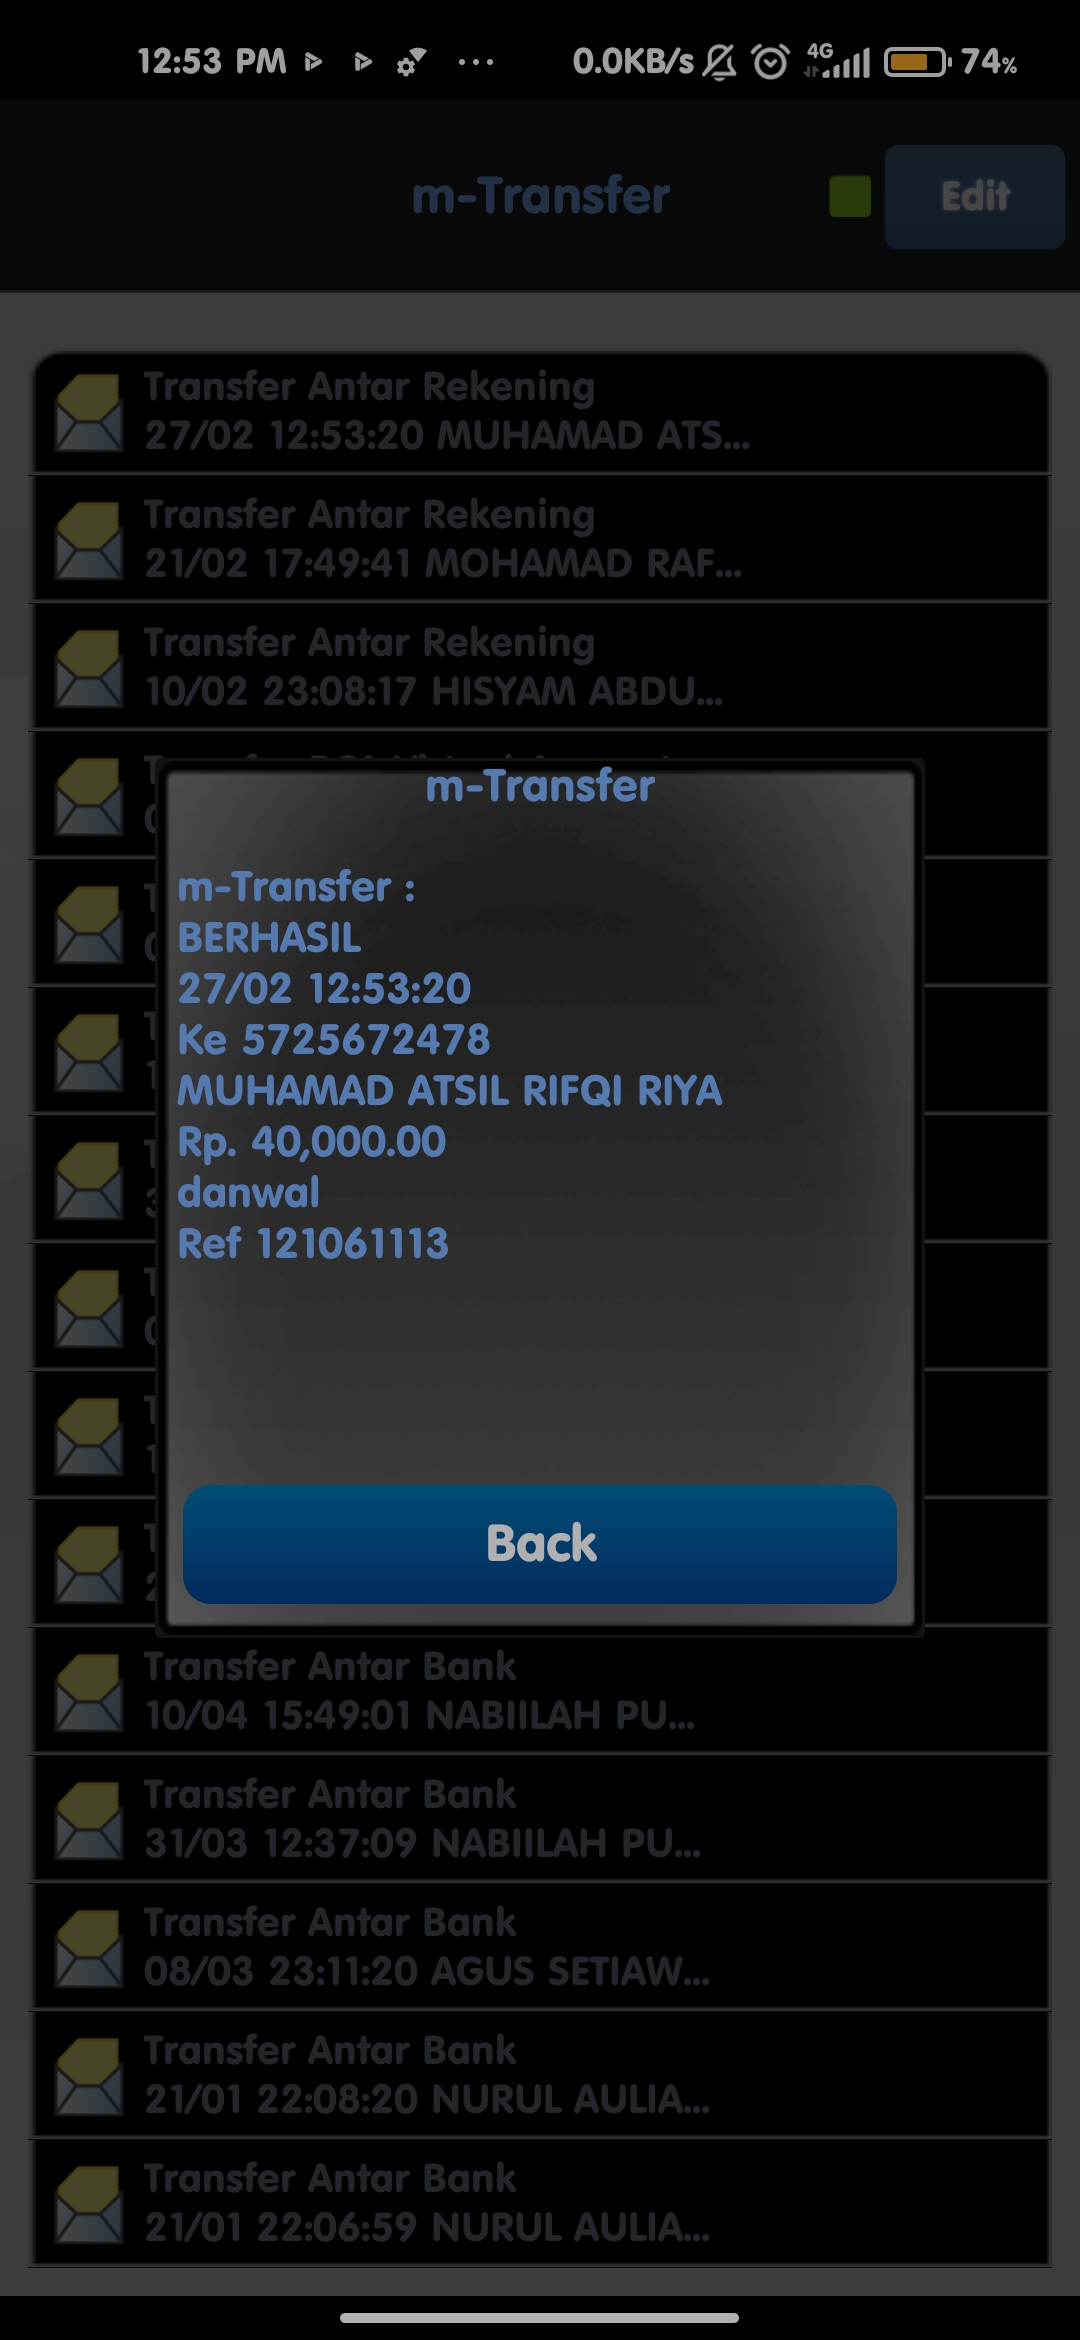 12:53 PM ... 0.0KB/s 4G 74%
m-Transfer
Edit
Transfer Antar Rekening
27/02 12:53:20 MUHAMAD ATS...
Transfer Antar Rekening
21/02 17:49:41 MOHAMAD RAF...
Transfer Antar Rekening
10/02 23:08:17 HISYAM ABDU...
m-Transfer
m-Transfer :
BERHASIL
27/02 12:53:20
Ke 5725672478
MUHAMAD ATSIL RIFQI RIYA
Rp. 40,000.00
danwal
Ref 121061113
Back
Transfer Antar Bank
10/04 15:49:01 NABIILAH PU...
Transfer Antar Bank
31/03 12:37:09 NABIILAH PU...
Transfer Antar Bank
08/03 23:11:20 AGUS SETIAW...
Transfer Antar Bank
21/01 22:08:20 NURUL AULIA...
Transfer Antar Bank
21/01 22:06:59 NURUL AULIA...